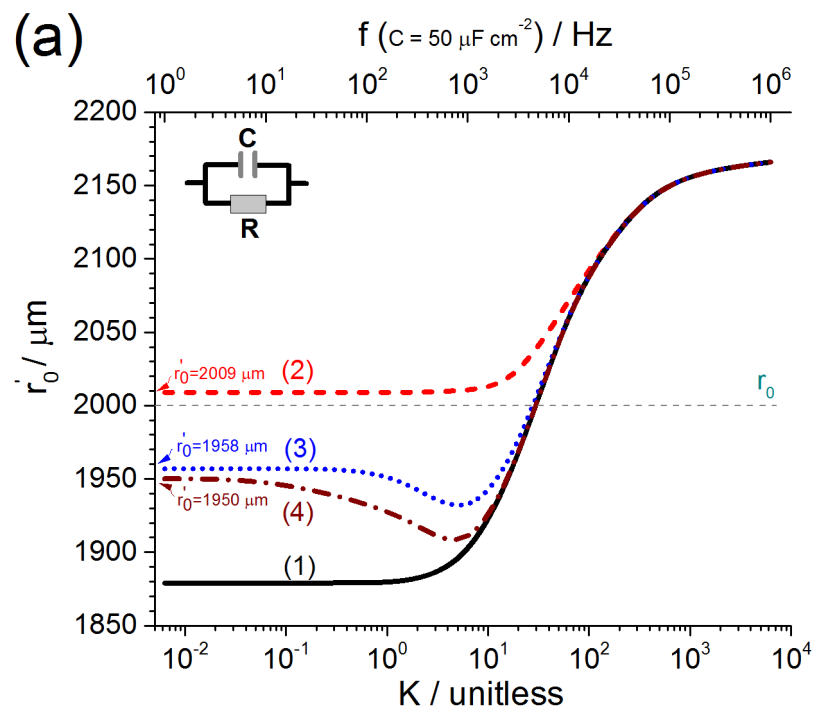 (a)
f (C = 50 μF cm⁻²) / Hz
10⁰ 10¹ 10² 10³ 10⁴ 10⁵ 10⁶
2200
2150
2100
2050
2000
1950
1900
1850
r'₀ / μm
C
R
r'₀=2009 μm (2)
r₀
r'₀=1958 μm (3)
r'₀=1950 μm (4)
(1)
10⁻² 10⁻¹ 10⁰ 10¹ 10² 10³ 10⁴
K / unitless